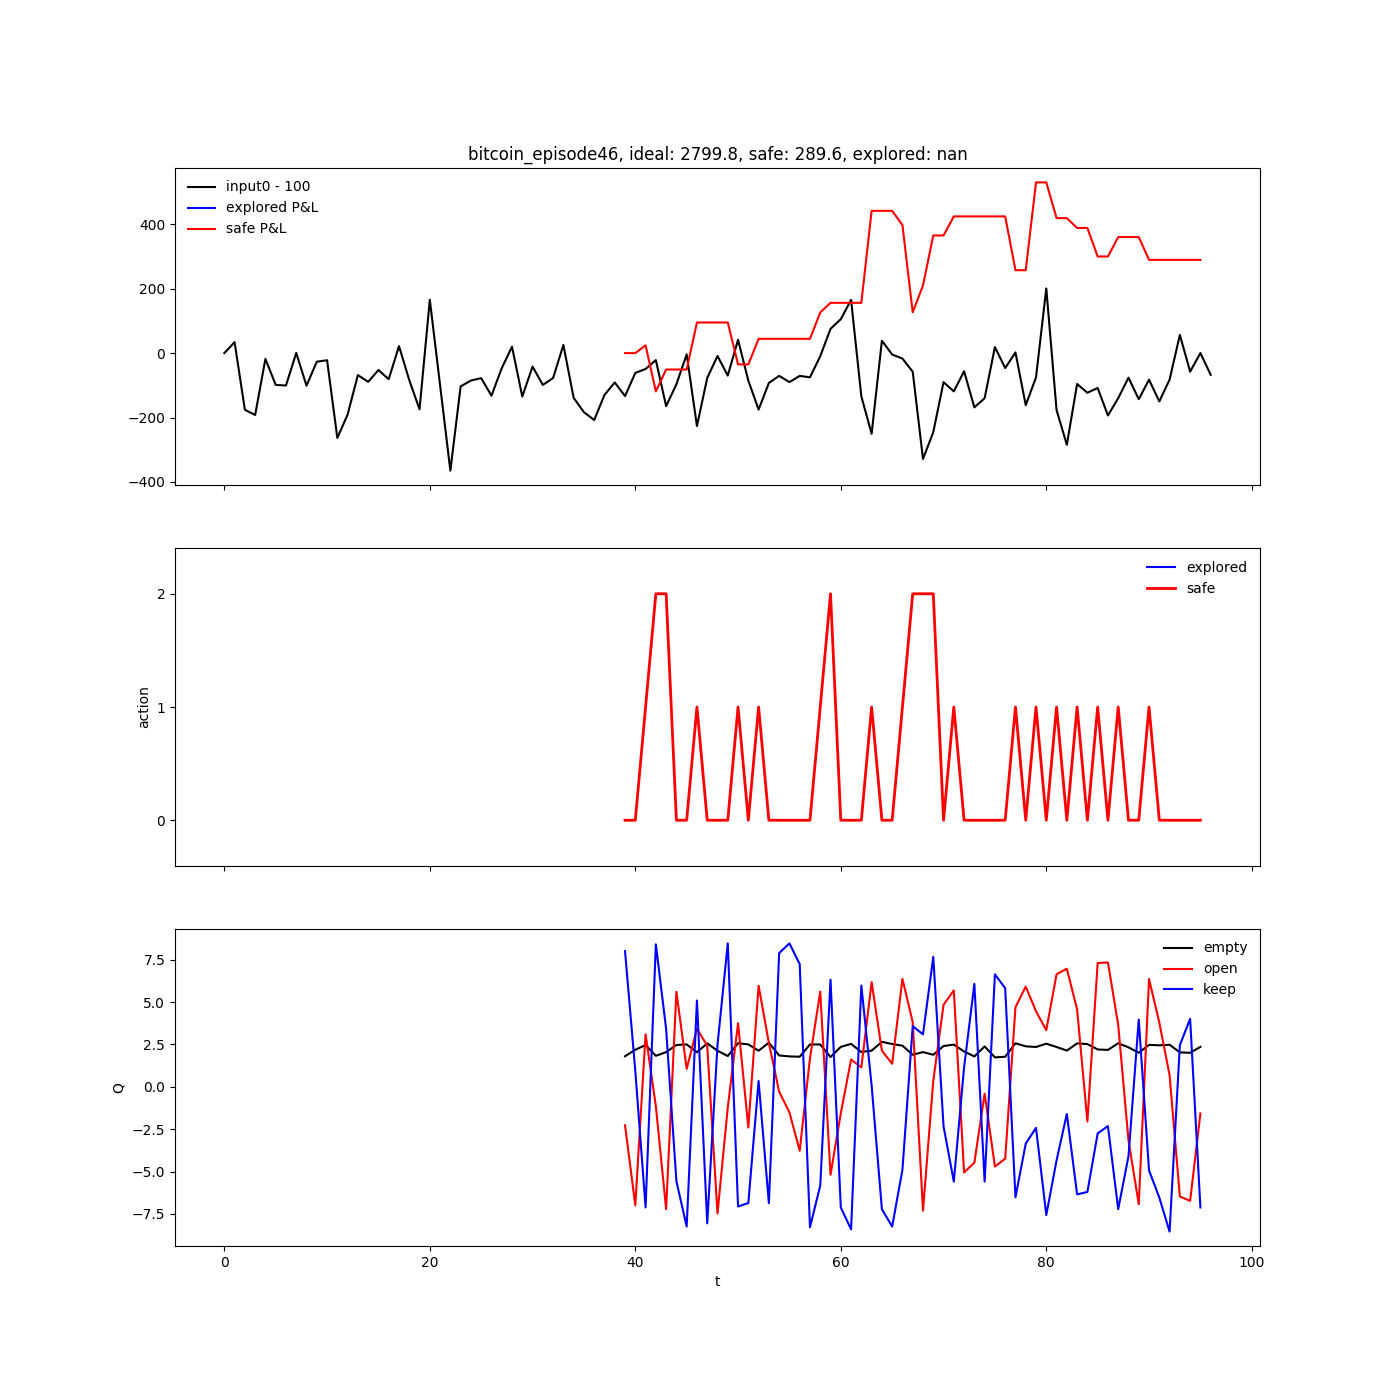 bitcoin_episode46, ideal: 2799.8, safe: 289.6, explored: nan
input0 - 100
explored P&L
safe P&L
400
200
0
−200
−400
explored
safe
2
1
0
action
empty
open
keep
7.5
5.0
2.5
0.0
−2.5
−5.0
−7.5
Q
0 20 40 60 80 100
t